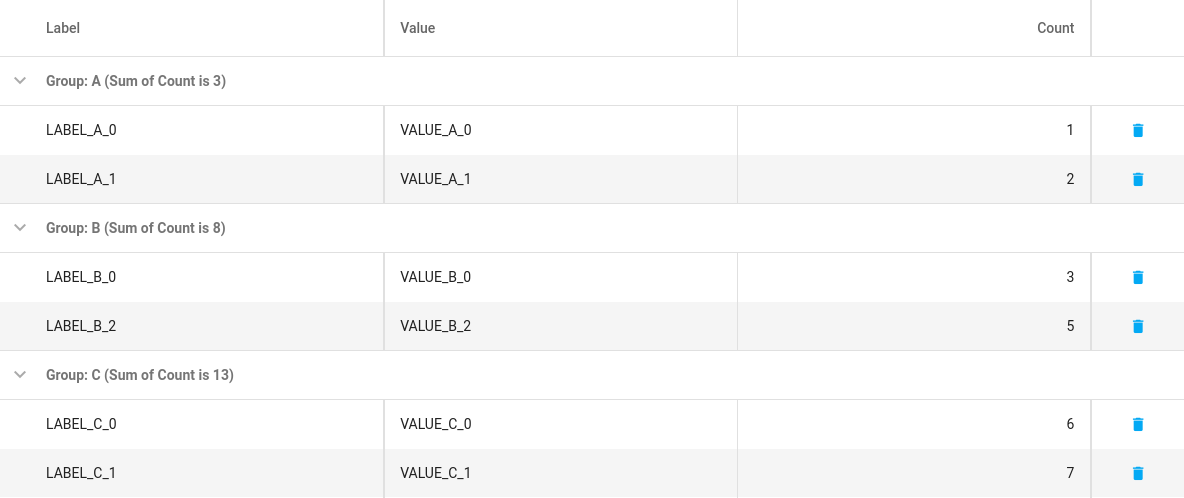 Label Value Count
Group: A (Sum of Count is 3)
LABEL_A_0 VALUE_A_0 1
LABEL_A_1 VALUE_A_1 2
Group: B (Sum of Count is 8)
LABEL_B_0 VALUE_B_0 3
LABEL_B_2 VALUE_B_2 5
Group: C (Sum of Count is 13)
LABEL_C_0 VALUE_C_0 6
LABEL_C_1 VALUE_C_1 7